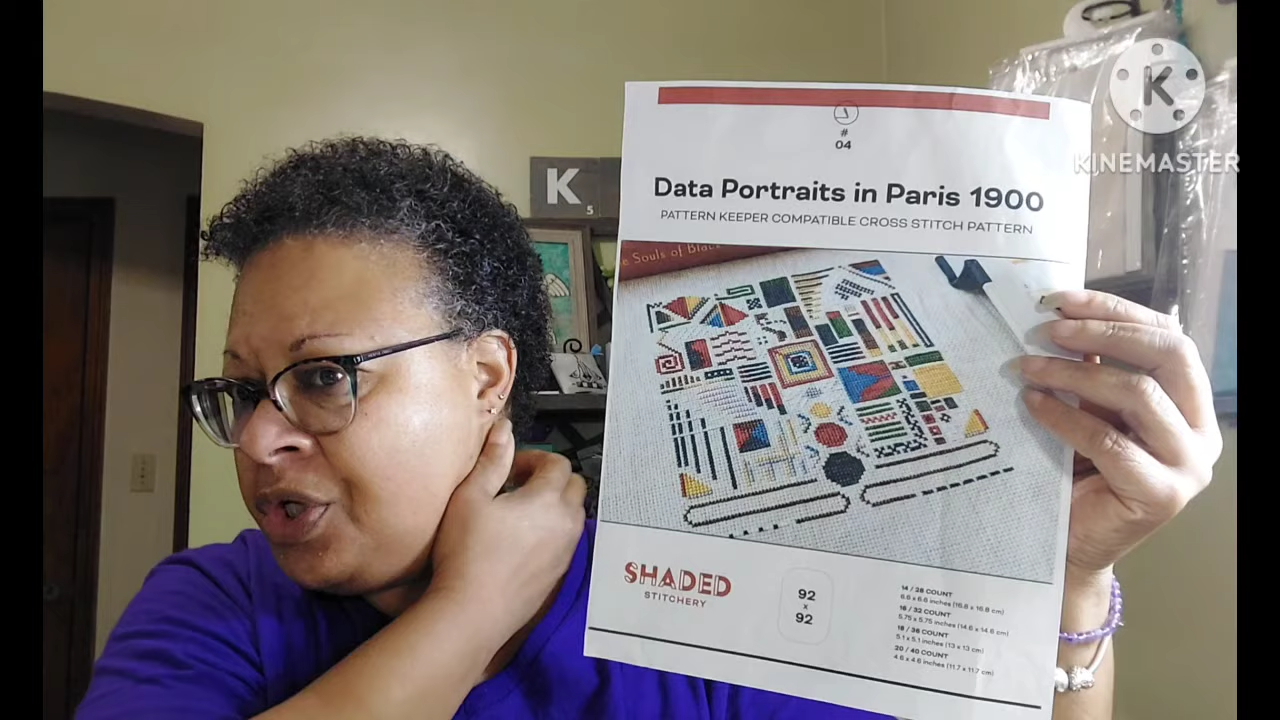 K
KINEMASTER
K
5
#
04
Data Portraits in Paris 1900
PATTERN KEEPER COMPATIBLE CROSS STITCH PATTERN
e Souls of Black
SHADED
STITCHERY
92
x
92
14 / 28 COUNT
6.6 x 6.6 inches (16.8 x 16.8 cm)
16 / 32 COUNT
5.75 x 5.75 inches (14.6 x 14.6 cm)
18 / 36 COUNT
5.1 x 5.1 inches (13 x 13 cm)
20 / 40 COUNT
4.6 x 4.6 inches (11.7 x 11.7 cm)